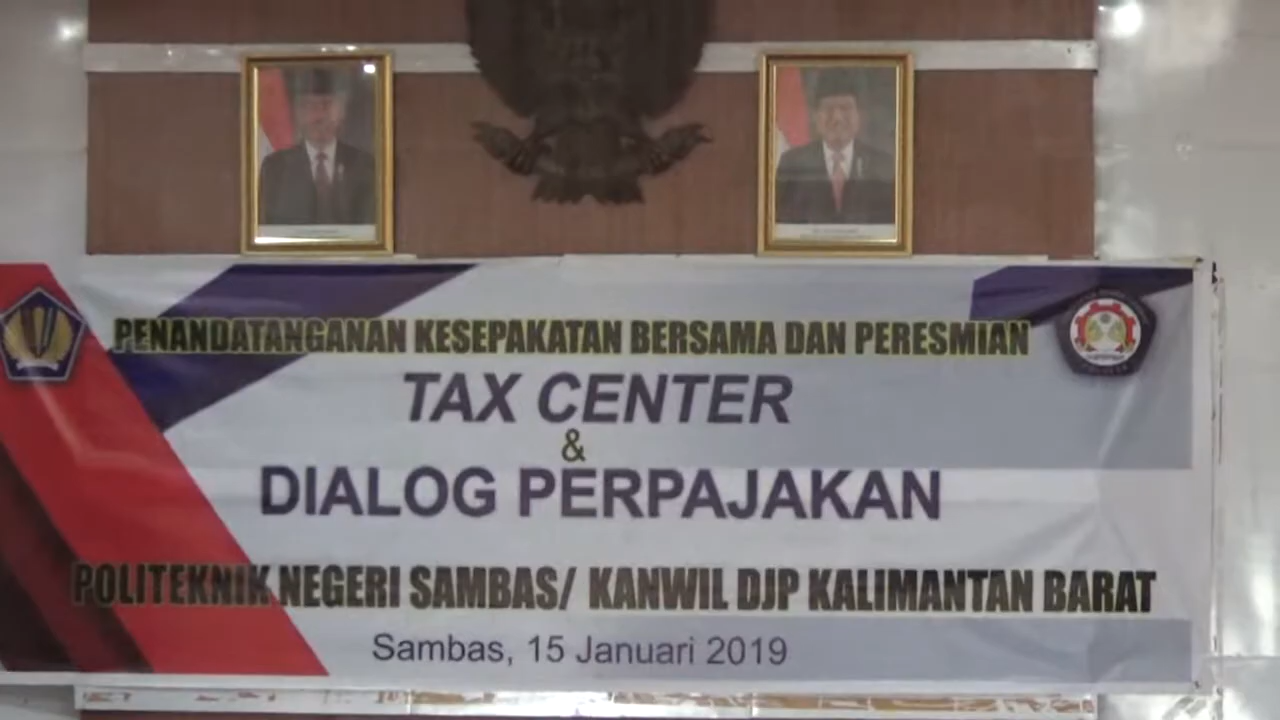 PENANDATANGANAN KESEPAKATAN BERSAMA DAN PERESMIAN
TAX CENTER
&
DIALOG PERPAJAKAN
POLITEKNIK NEGERI SAMBAS/ KANWIL DJP KALIMANTAN BARAT
Sambas, 15 Januari 2019